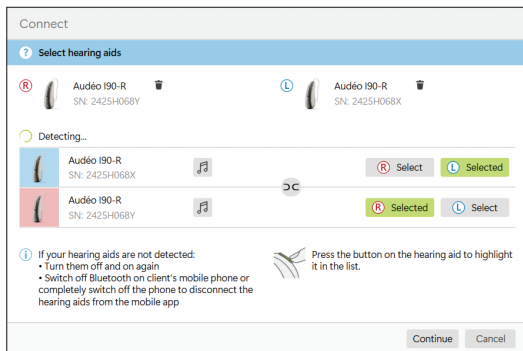 Connect
? Select hearing aids
R Audéo I90-R
SN: 2425H068Y
L Audéo I90-R
SN: 2425H068X
Detecting...
Audéo I90-R
SN: 2425H068X
R Select
L Selected
Audéo I90-R
SN: 2425H068Y
R Selected
L Select
i If your hearing aids are not detected:
• Turn them off and on again
• Switch off Bluetooth on client's mobile phone or
completely switch off the phone to disconnect the
hearing aids from the mobile app
Press the button on the hearing aid to highlight
it in the list.
Continue
Cancel